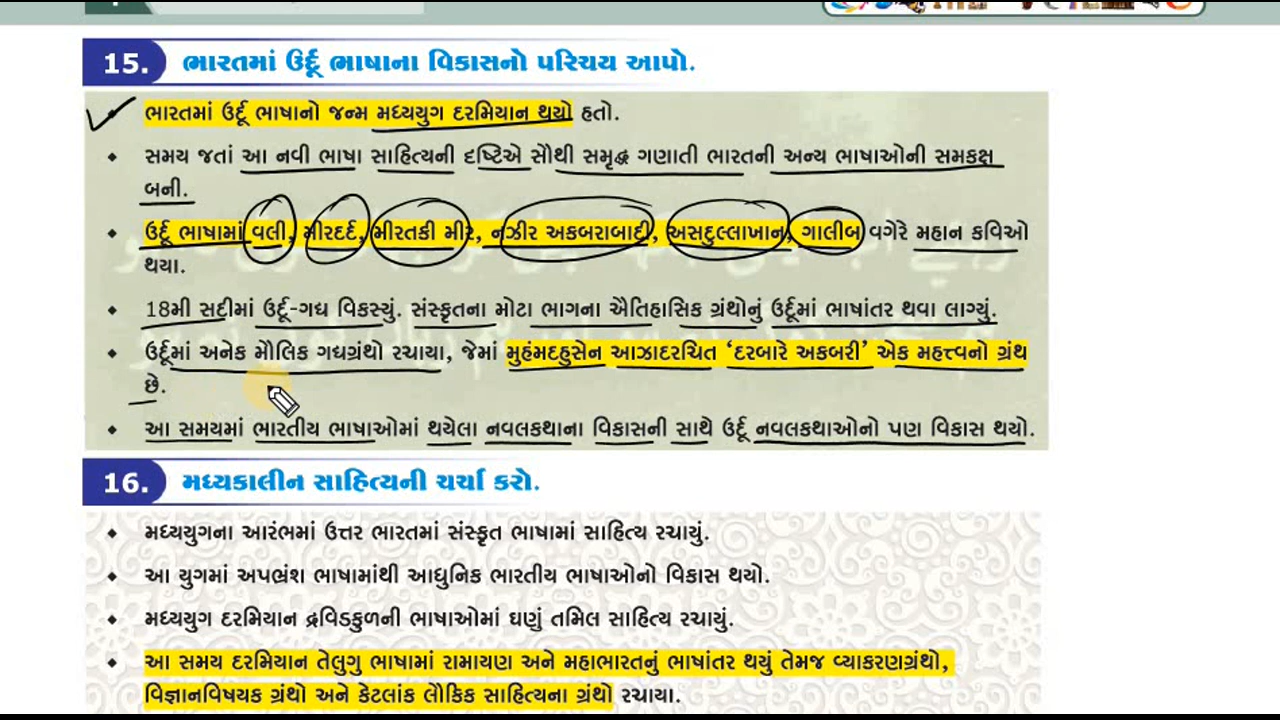 15. ભારતમાં ઉર્દૂ ભાષાના વિકાસનો પરિચય આપો.
ભારતમાં ઉર્દૂ ભાષાનો જન્મ મધ્યયુગ દરમિયાન થયો હતો.
સમય જતાં આ નવી ભાષા સાહિત્યની દૃષ્ટિએ સૌથી સમૃદ્ધ ગણાતી ભારતની અન્ય ભાષાઓની સમકક્ષ
બની.
ઉર્દૂ ભાષામાં વલી, મીરદર્દ, મીરતકી મીર, નઝીર અકબરાબાદી, અસદુલ્લાખાન, ગાલીબ વગેરે મહાન કવિઓ
થયા.
18મી સદીમાં ઉર્દૂ-ગદ્ય વિકસ્યું. સંસ્કૃતના મોટા ભાગના ઐતિહાસિક ગ્રંથોનું ઉર્દૂમાં ભાષાંતર થવા લાગ્યું.
ઉર્દૂમાં અનેક મૌલિક ગદ્યગ્રંથો રચાયા, જેમાં મુહંમદહુસેન આઝાદરચિત ‘દરબારે અકબરી’ એક મહત્ત્વનો ગ્રંથ
છે.
આ સમયમાં ભારતીય ભાષાઓમાં થયેલા નવલકથાના વિકાસની સાથે ઉર્દૂ નવલકથાઓનો પણ વિકાસ થયો.
16. મધ્યકાલીન સાહિત્યની ચર્ચા કરો.
મધ્યયુગના આરંભમાં ઉત્તર ભારતમાં સંસ્કૃત ભાષામાં સાહિત્ય રચાયું.
આ યુગમાં અપભ્રંશ ભાષામાંથી આધુનિક ભારતીય ભાષાઓનો વિકાસ થયો.
મધ્યયુગ દરમિયાન દ્રવિડકુળની ભાષાઓમાં ઘણું તમિલ સાહિત્ય રચાયું.
આ સમય દરમિયાન તેલુગુ ભાષામાં રામાયણ અને મહાભારતનું ભાષાંતર થયું તેમજ વ્યાકરણગ્રંથો,
વિજ્ઞાનવિષયક ગ્રંથો અને કેટલાંક લૌકિક સાહિત્યના ગ્રંથો રચાયા.